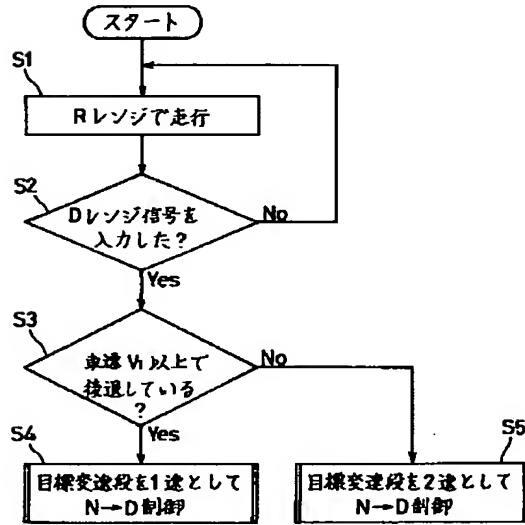 スタート
S1
Rレンジで走行
S2
Dレンジ信号を
入力した?
No
Yes
S3
車速V1以上で
後退している
?
No
Yes
S4
目標変速段を1速として
N→D制御
S5
目標変速段を2速として
N→D制御